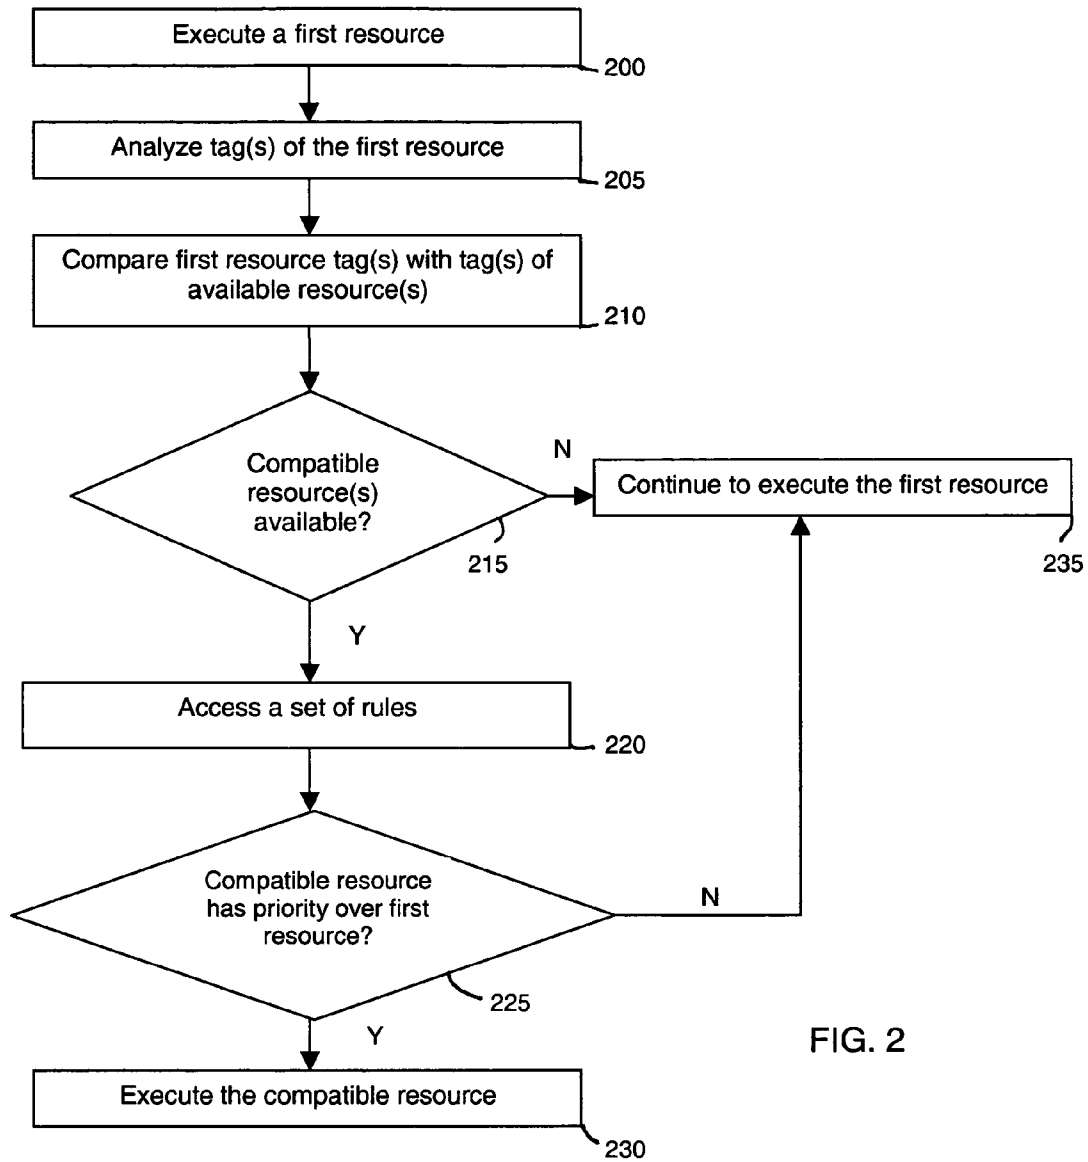 Execute a first resource
200
Analyze tag(s) of the first resource
205
Compare first resource tag(s) with tag(s) of
available resource(s)
210
Compatible
resource(s)
available?
215
N
Continue to execute the first resource
235
Y
Access a set of rules
220
Compatible resource
has priority over first
resource?
225
N
Y
Execute the compatible resource
230
FIG. 2